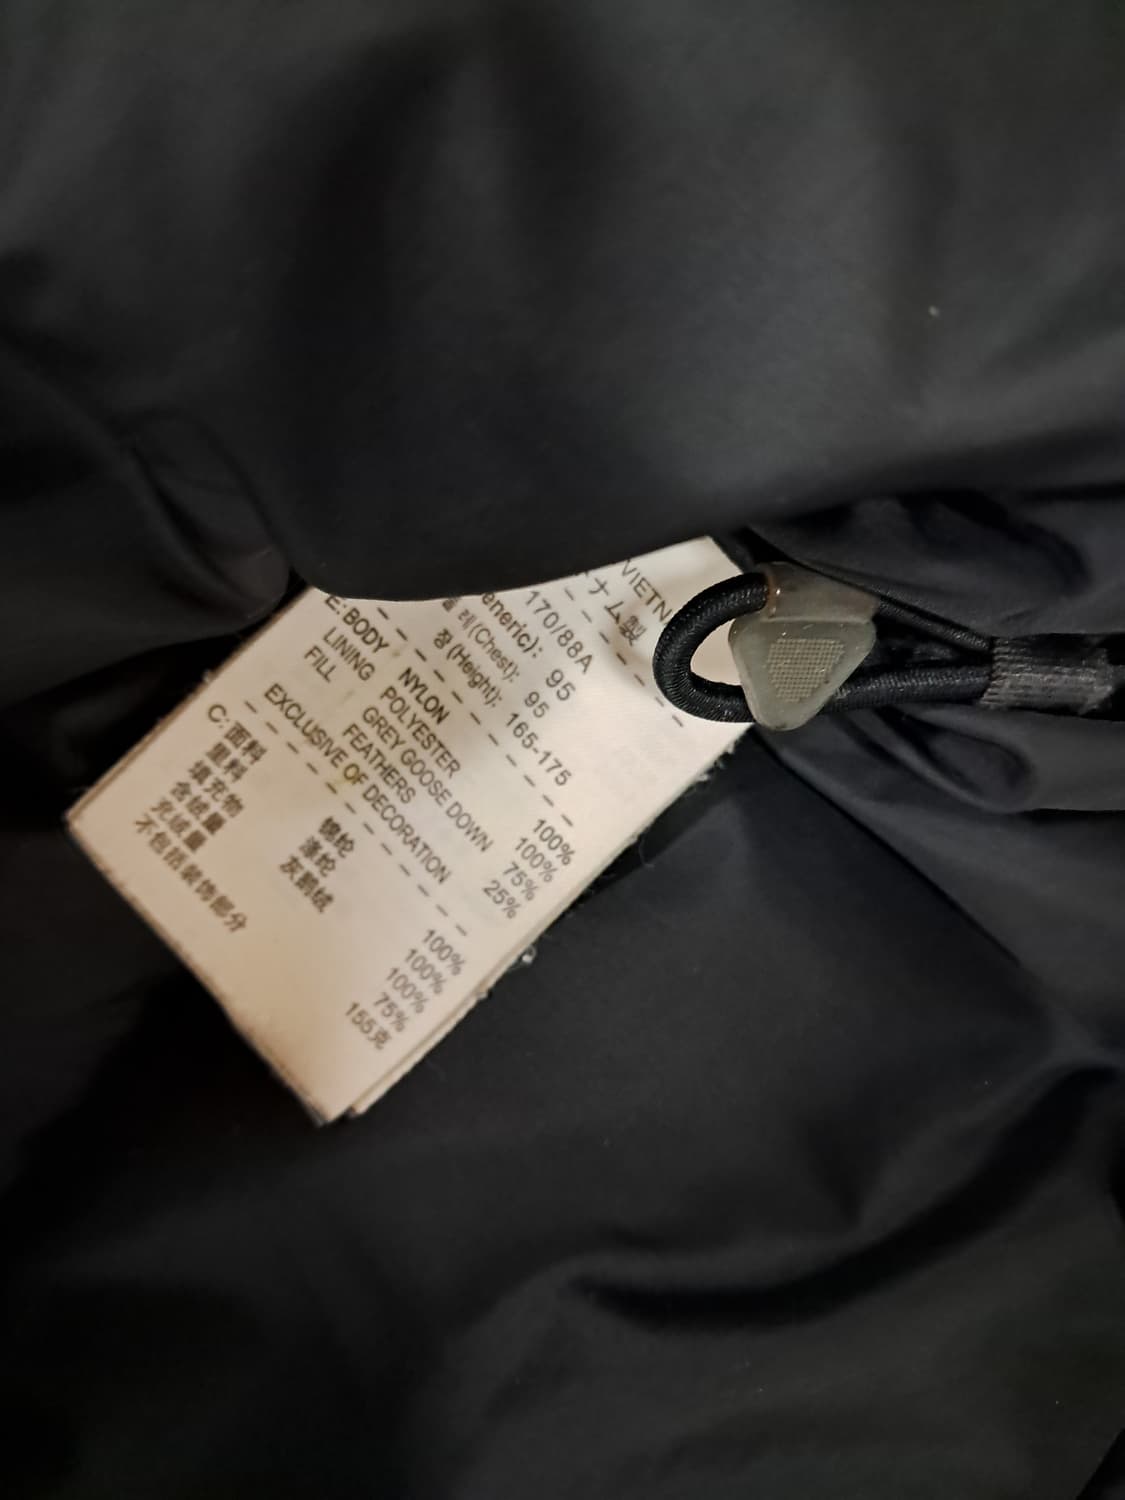 VIETNA
ナム製
170/88A
eneric): 95
레(Chest): 95
장(Height): 165-175
E:BODY NYLON 100%
LINING POLYESTER 100%
FILL GREY GOOSE DOWN 75%
FEATHERS 25%
EXCLUSIVE OF DECORATION
C:面料 锦纶 100%
里料 涤纶 100%
填充物 灰鹅绒 100%
含绒量 75%
充绒量 155克
不包括装饰部分